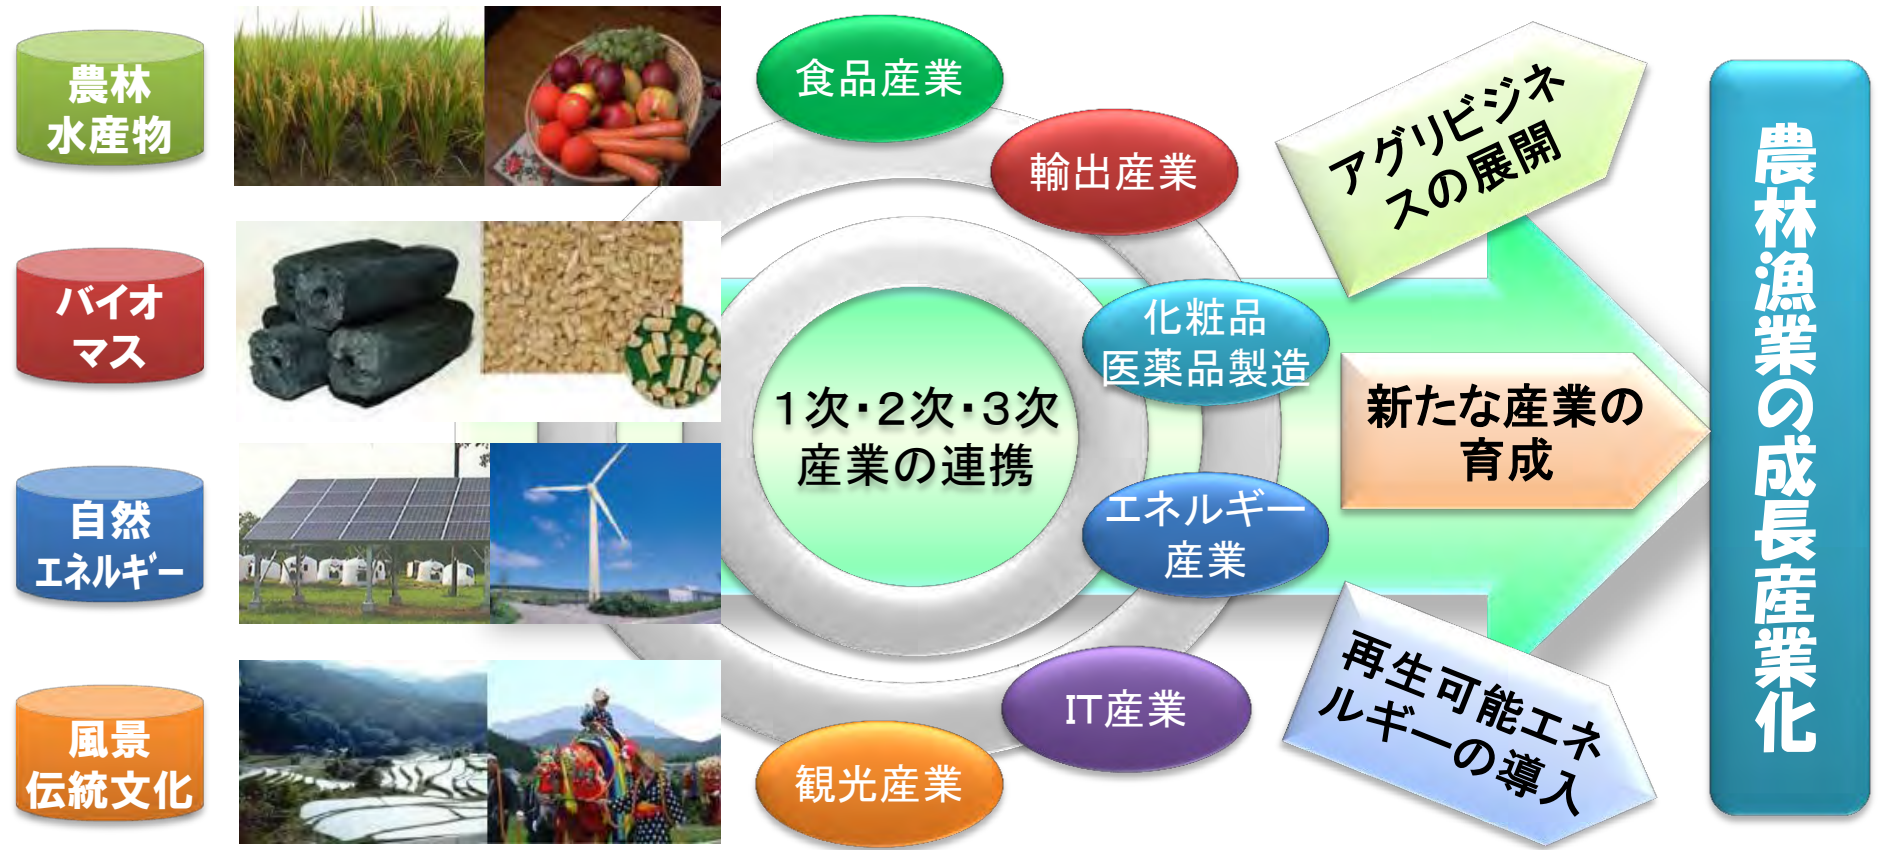 農林
水産物
バイオ
マス
自然
エネルギー
風景
伝統文化
食品産業
輸出産業
化粧品
医薬品製造
エネルギー
産業
IT産業
観光産業
1次・2次・3次
産業の連携
アグリビジネ
スの展開
新たな産業の
育成
再生可能エネ
ルギーの導入
農林漁業の成長産業化